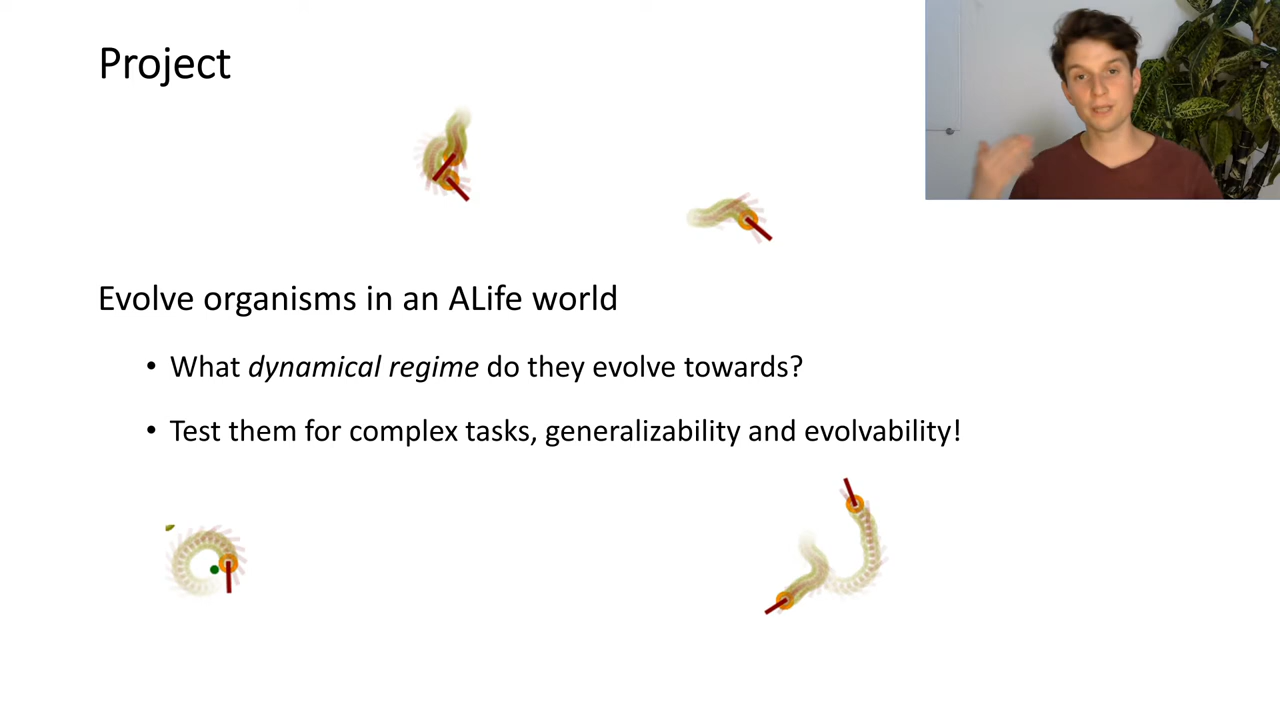 Project
Evolve organisms in an ALife world
• What dynamical regime do they evolve towards?
• Test them for complex tasks, generalizability and evolvability!